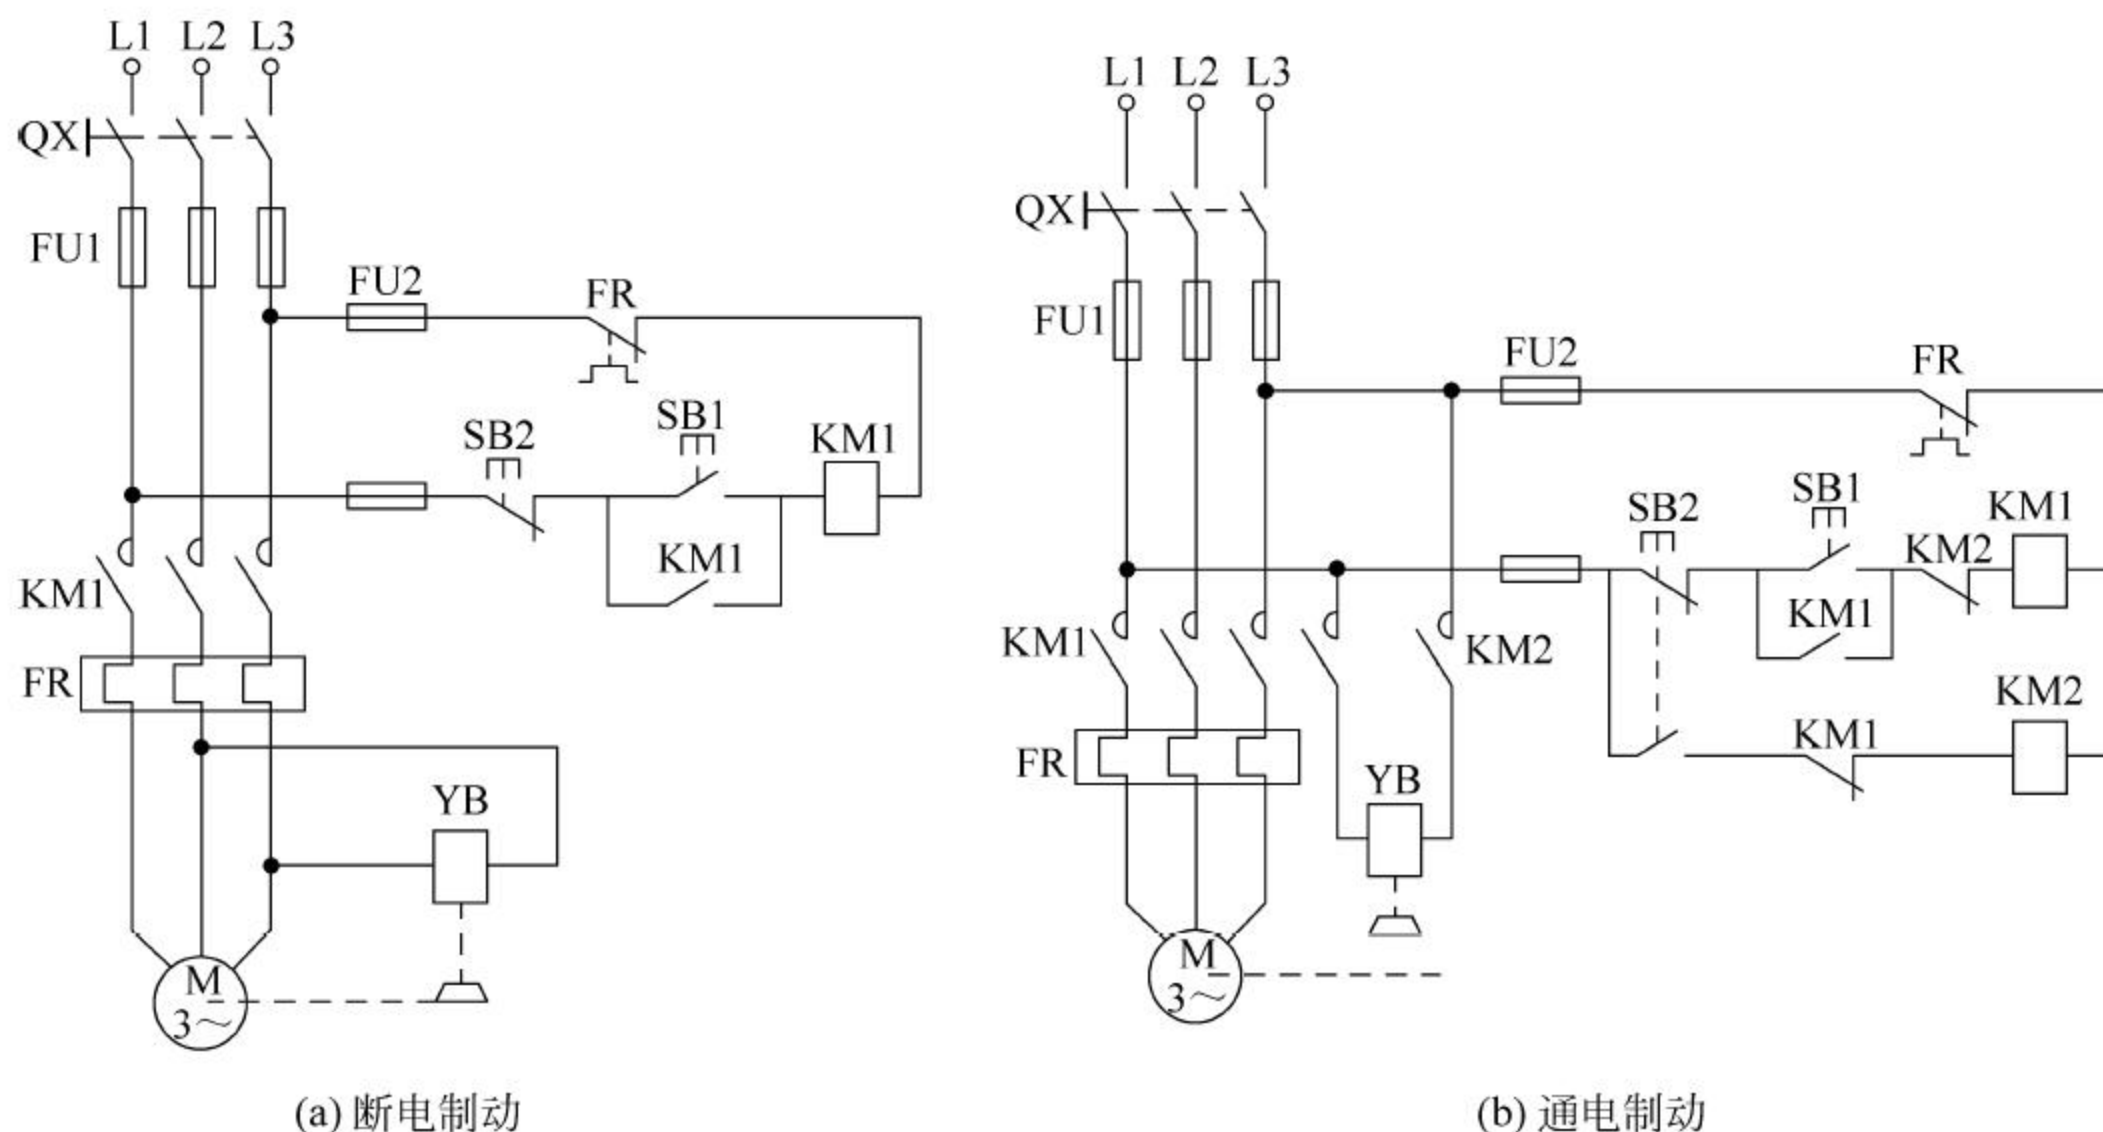 L1 L2 L3
QX
FU1
FU2
FR
SB2
SB1
KM1
KM1
KM1
FR
YB
M
3～
(a) 断电制动
L1 L2 L3
QX
FU1
FU2
FR
SB2
SB1
KM2
KM1
KM1
KM1
KM2
KM1
KM2
FR
YB
M
3～
(b) 通电制动